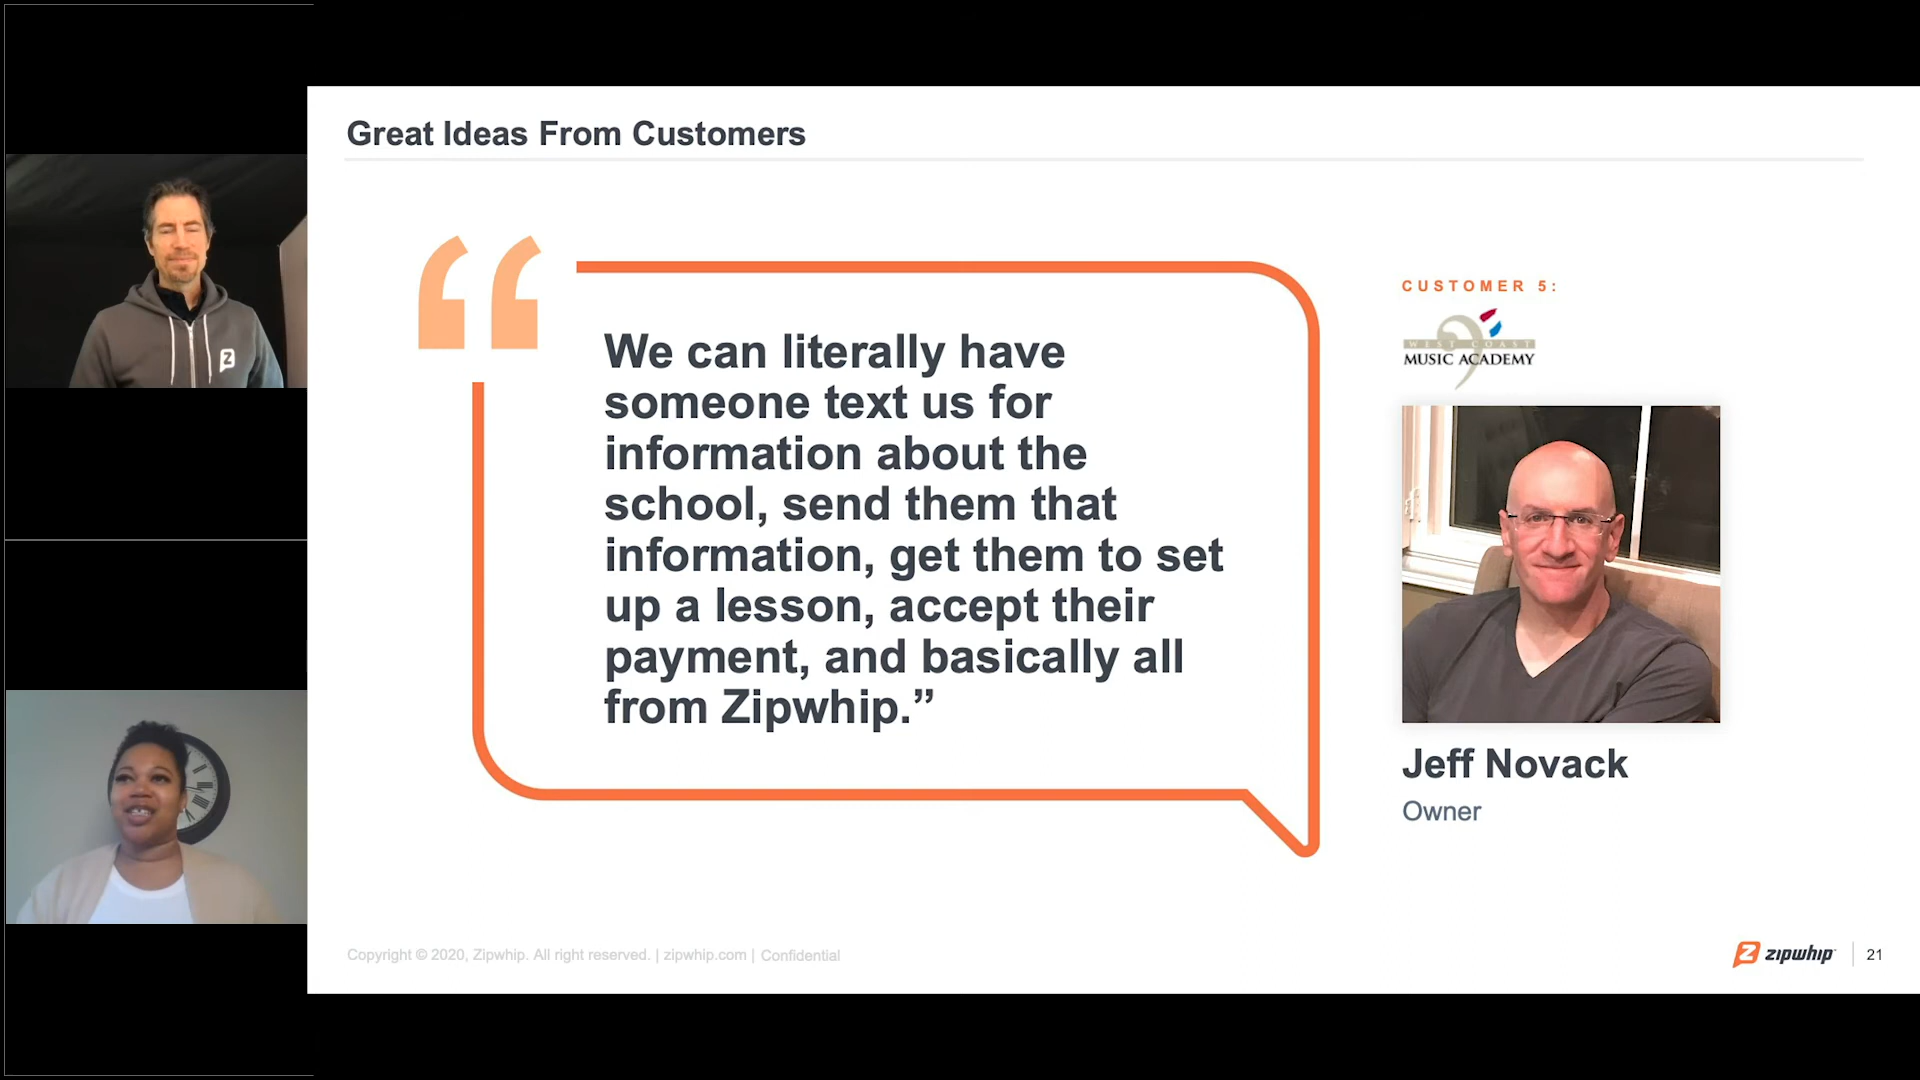 Great Ideas From Customers
“
We can literally have
someone text us for
information about the
school, send them that
information, get them to set
up a lesson, accept their
payment, and basically all
from Zipwhip.”
CUSTOMER 5:
WEST COAST
MUSIC ACADEMY
Jeff Novack
Owner
Copyright © 2020, Zipwhip. All right reserved. | zipwhip.com | Confidential
zipwhip
21